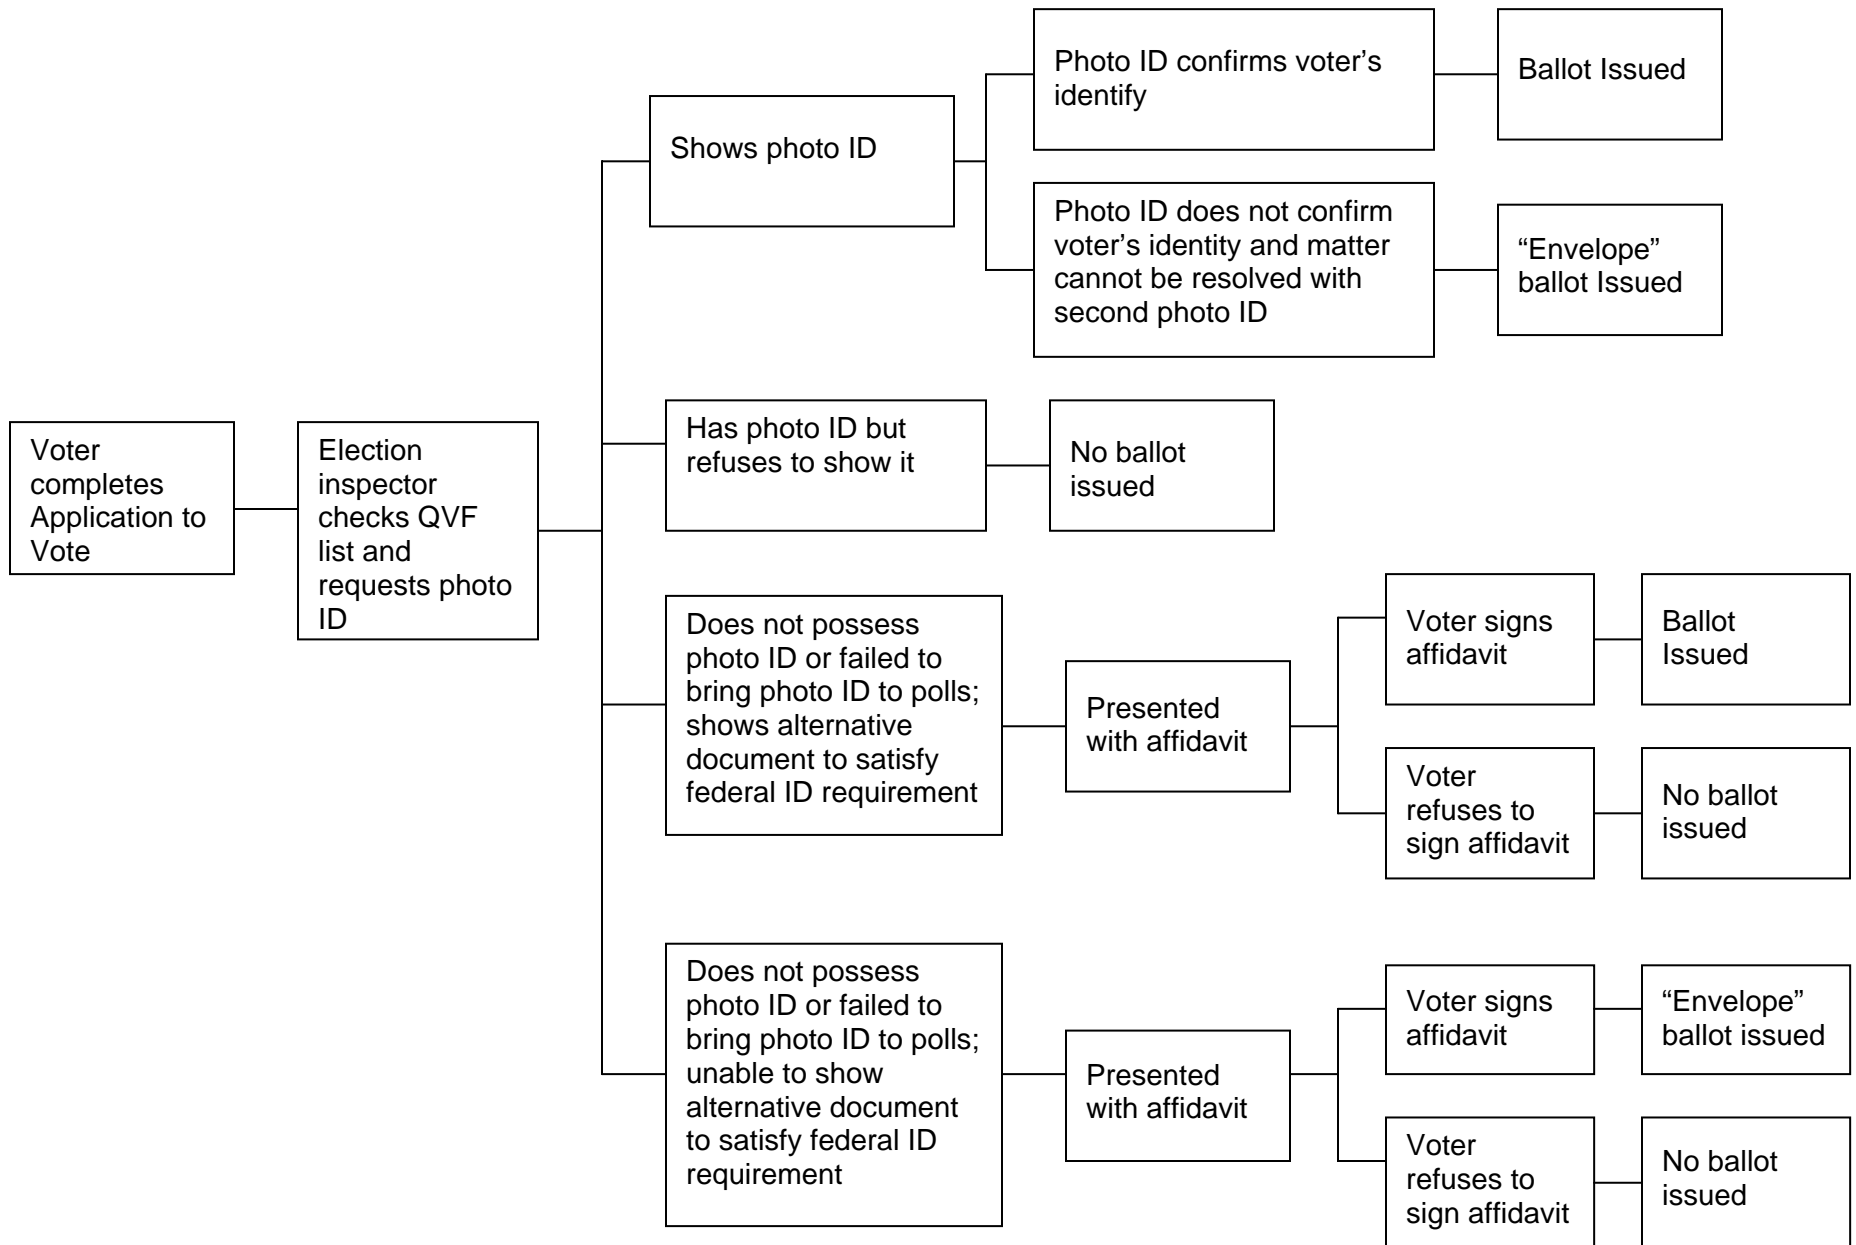 Voter
completes
Application to
Vote
Election
inspector
checks QVF
list and
requests photo
ID
Shows photo ID
Photo ID confirms voter’s
identify
Ballot Issued
Photo ID does not confirm
voter’s identity and matter
cannot be resolved with
second photo ID
“Envelope”
ballot Issued
Has photo ID but
refuses to show it
No ballot
issued
Does not possess
photo ID or failed to
bring photo ID to polls;
shows alternative
document to satisfy
federal ID requirement
Presented
with affidavit
Voter signs
affidavit
Ballot
Issued
Voter
refuses to
sign affidavit
No ballot
issued
Does not possess
photo ID or failed to
bring photo ID to polls;
unable to show
alternative document
to satisfy federal ID
requirement
Presented
with affidavit
Voter signs
affidavit
“Envelope”
ballot issued
Voter
refuses to
sign affidavit
No ballot
issued